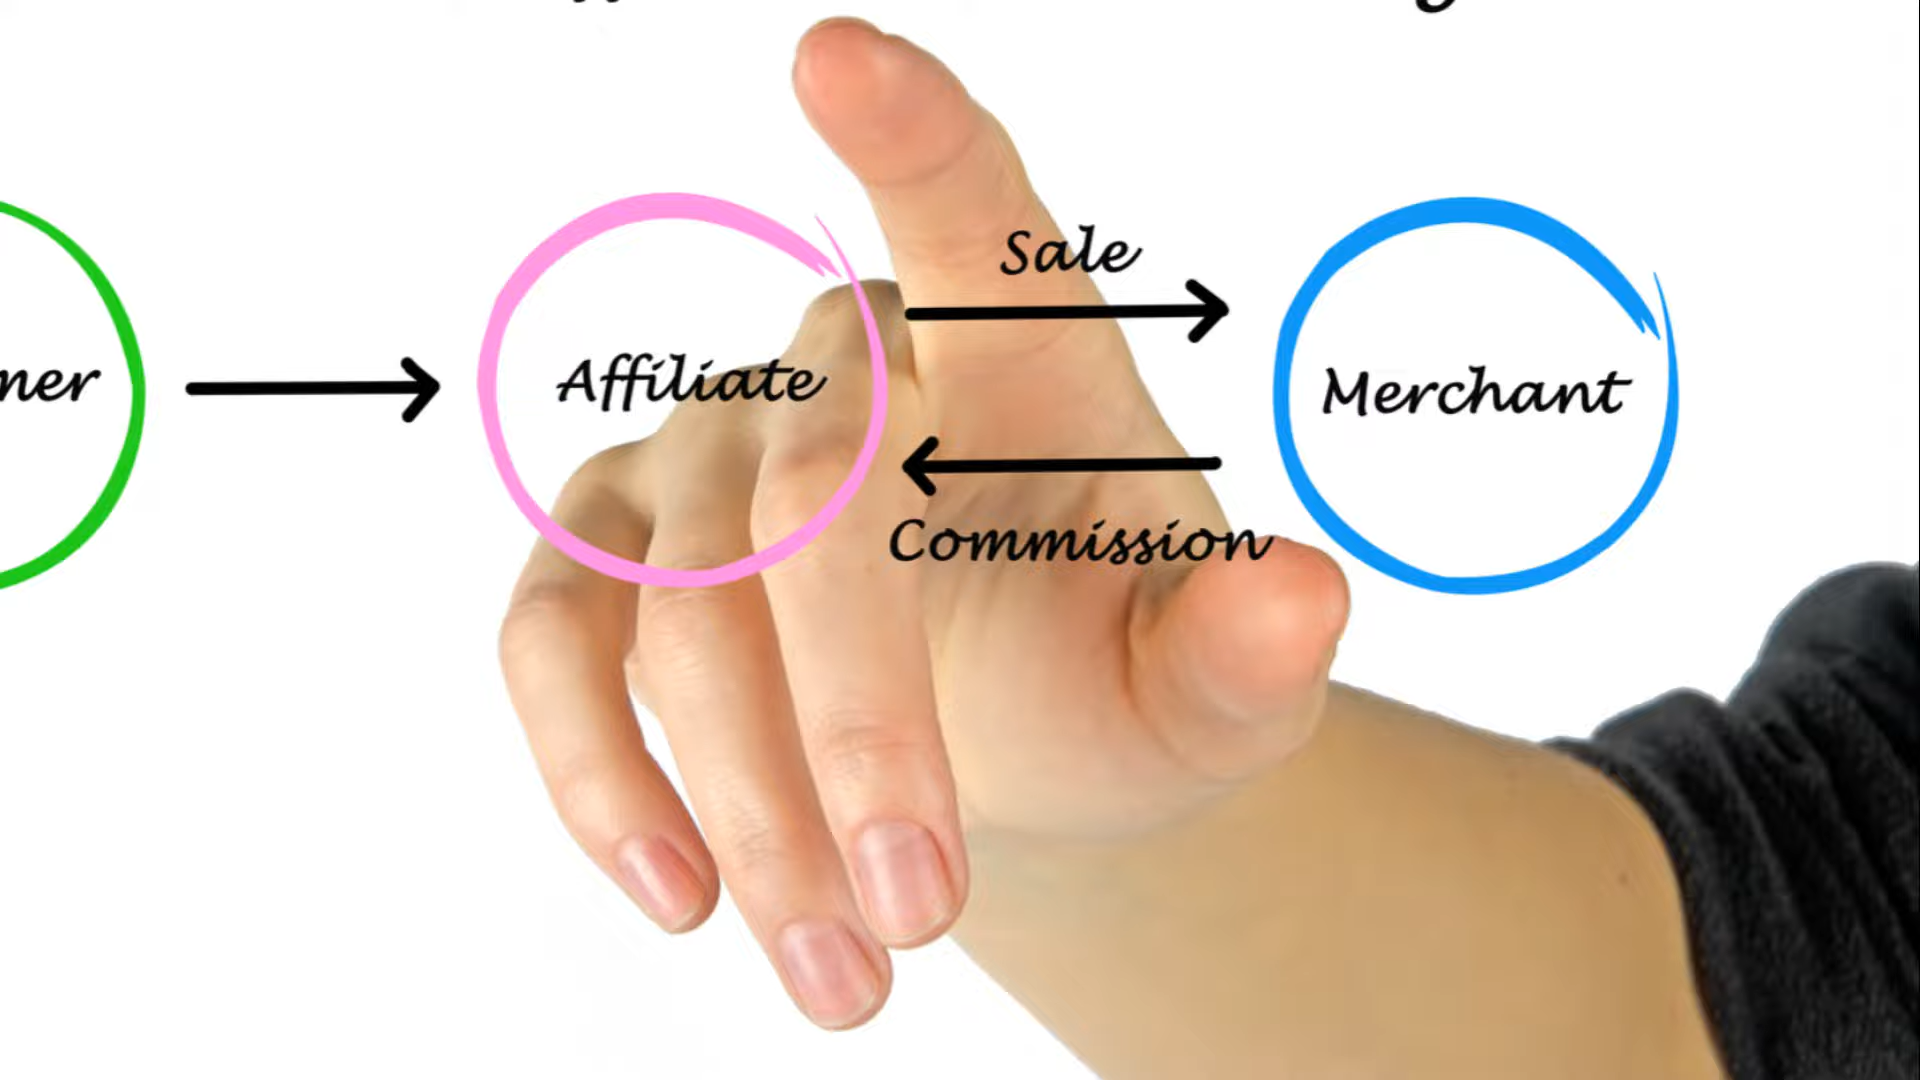 Sale
ner
Affiliate
Merchant
Commission